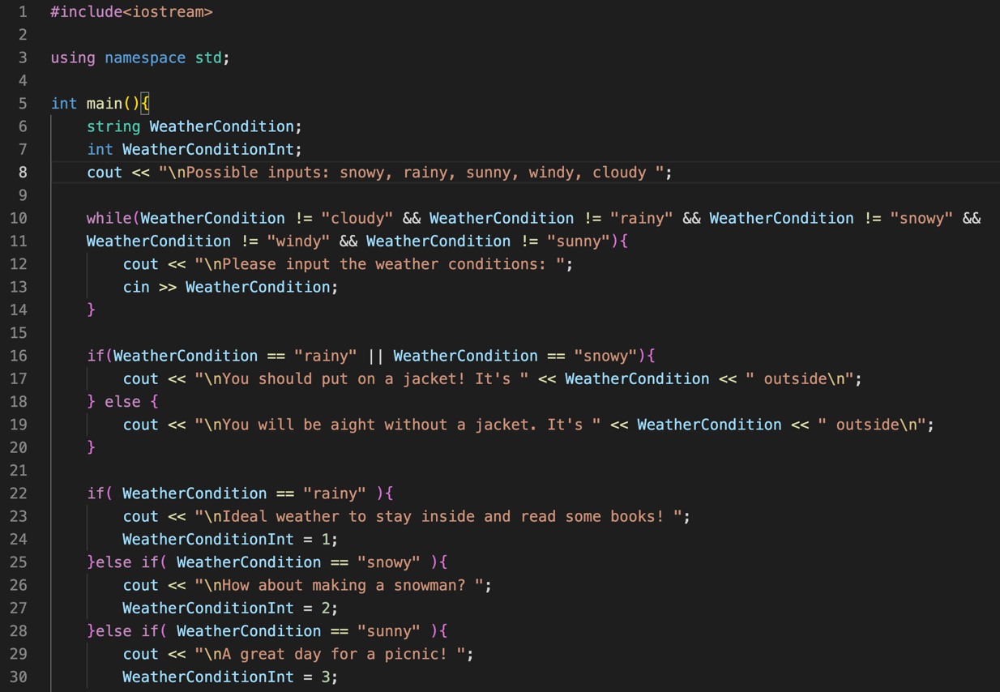 1 #include<iostream>
2
3 using namespace std;
4
5 int main(){
6     string WeatherCondition;
7     int WeatherConditionInt;
8     cout << "\nPossible inputs: snowy, rainy, sunny, windy, cloudy ";
9
10     while(WeatherCondition != "cloudy" && WeatherCondition != "rainy" && WeatherCondition != "snowy" &&
11     WeatherCondition != "windy" && WeatherCondition != "sunny"){
12         cout << "\nPlease input the weather conditions: ";
13         cin >> WeatherCondition;
14     }
15
16     if(WeatherCondition == "rainy" || WeatherCondition == "snowy"){
17         cout << "\nYou should put on a jacket! It's " << WeatherCondition << " outside\n";
18     } else {
19         cout << "\nYou will be aight without a jacket. It's " << WeatherCondition << " outside\n";
20     }
21
22     if( WeatherCondition == "rainy" ){
23         cout << "\nIdeal weather to stay inside and read some books! ";
24         WeatherConditionInt = 1;
25     }else if( WeatherCondition == "snowy" ){
26         cout << "\nHow about making a snowman? ";
27         WeatherConditionInt = 2;
28     }else if( WeatherCondition == "sunny" ){
29         cout << "\nA great day for a picnic! ";
30         WeatherConditionInt = 3;